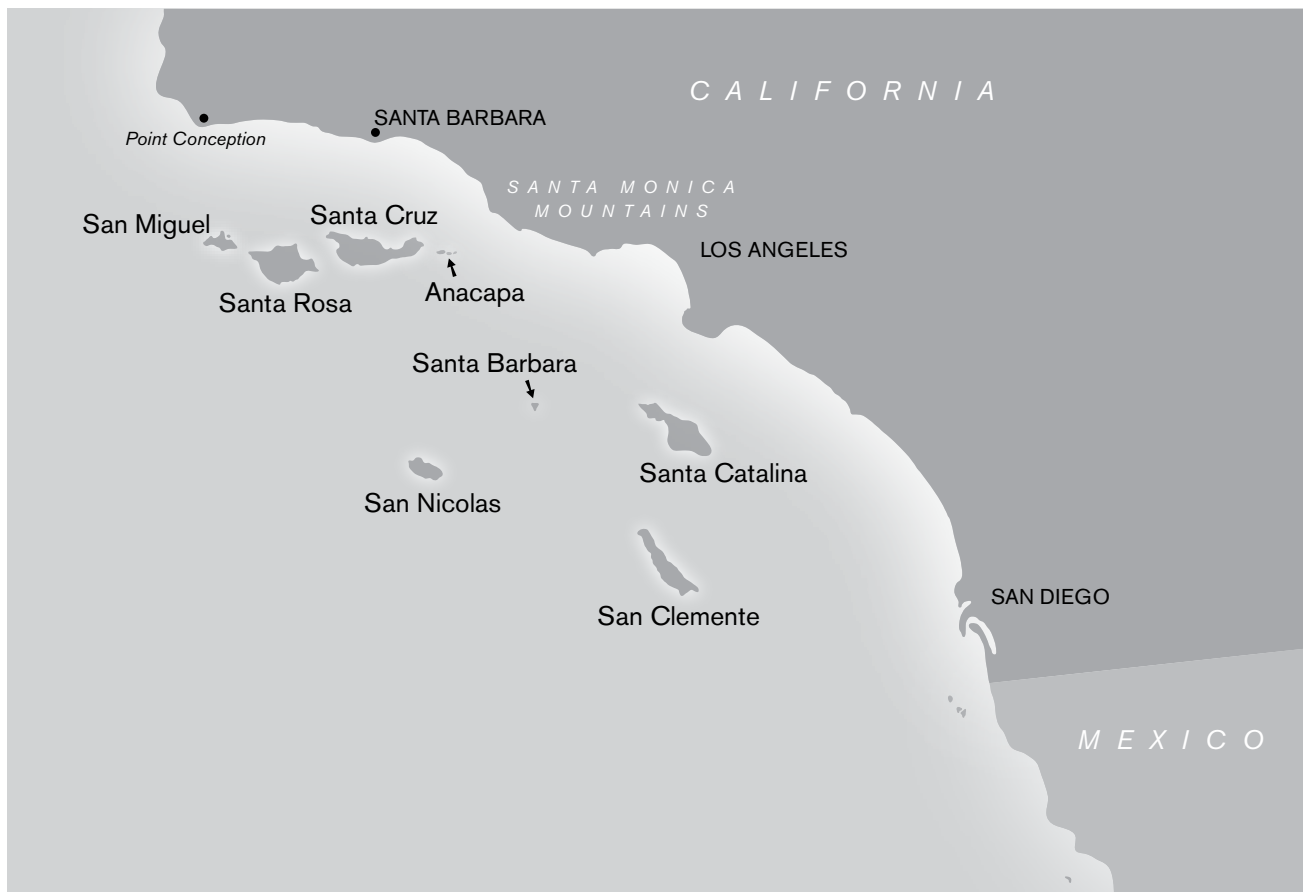 CALIFORNIA
SANTA BARBARA
Point Conception
SANTA MONICA
MOUNTAINS
San Miguel
Santa Cruz
LOS ANGELES
Santa Rosa
Anacapa
Santa Barbara
Santa Catalina
San Nicolas
San Clemente
SAN DIEGO
MEXICO